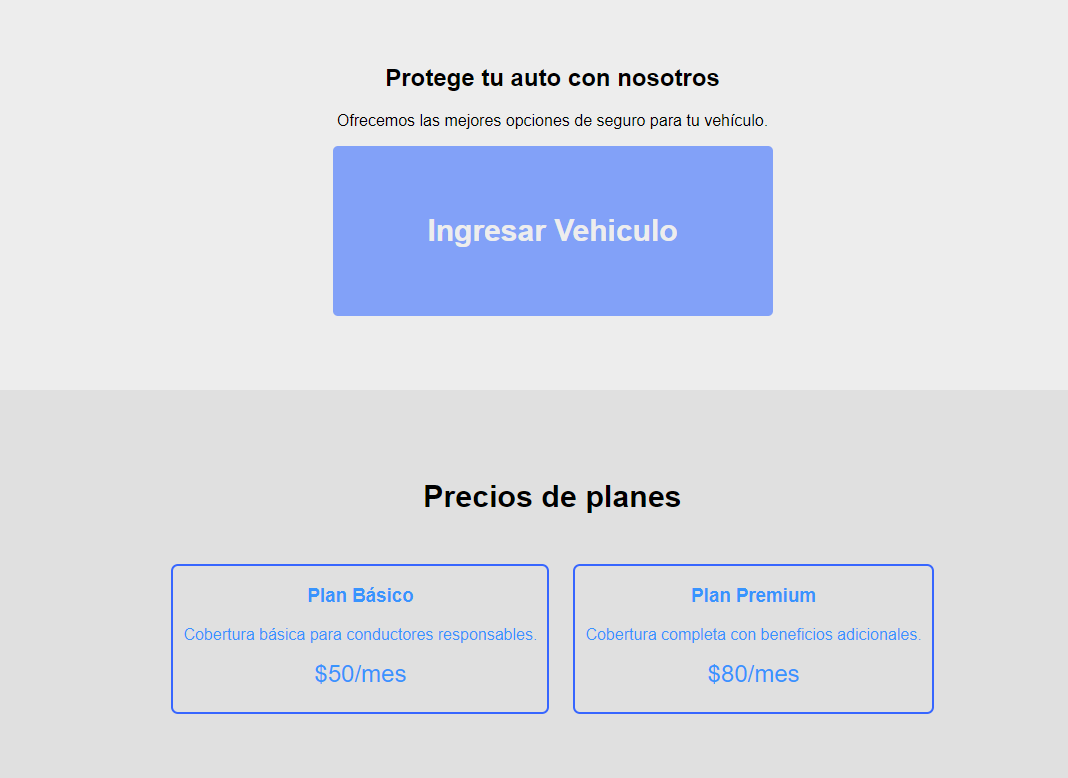 Protege tu auto con nosotros
Ofrecemos las mejores opciones de seguro para tu vehículo.
Ingresar Vehiculo
Precios de planes
Plan Básico
Cobertura básica para conductores responsables.
$50/mes
Plan Premium
Cobertura completa con beneficios adicionales.
$80/mes